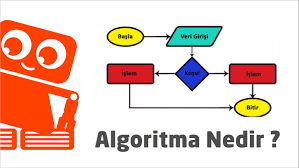 Başla
Veri Girişi
İşlem
Koşul
İşlem
Bitir
Algoritma Nedir ?